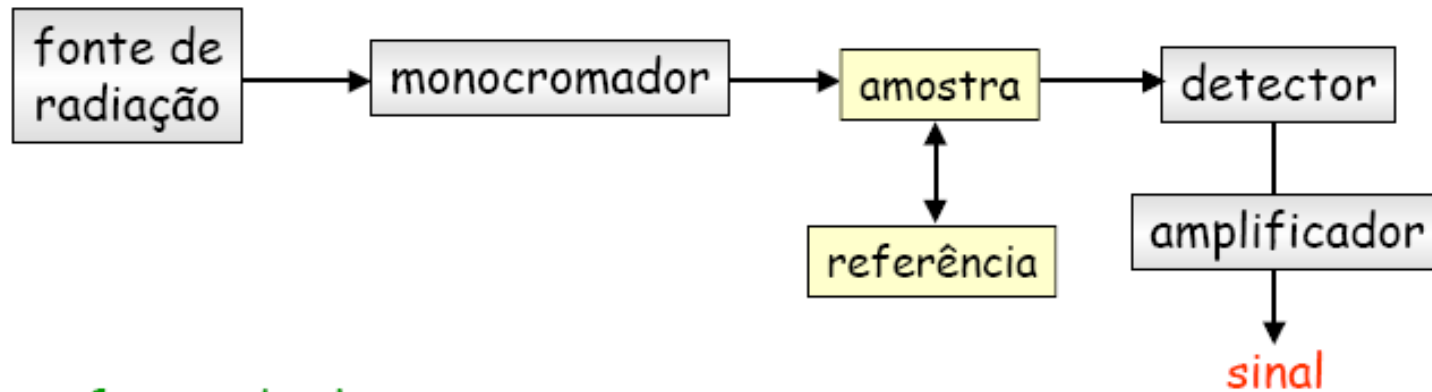 fonte de
radiação
monocromador
amostra
detector
referência
amplificador
sinal